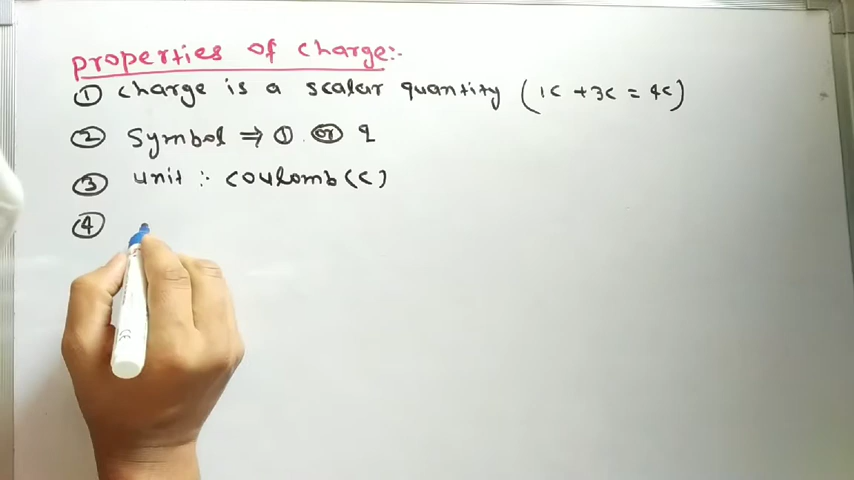 properties of charge:-
① charge is a scalar quantity (1C + 3C = 4C)
② Symbol ⇒ or q
③ unit :- coulomb (C)
④